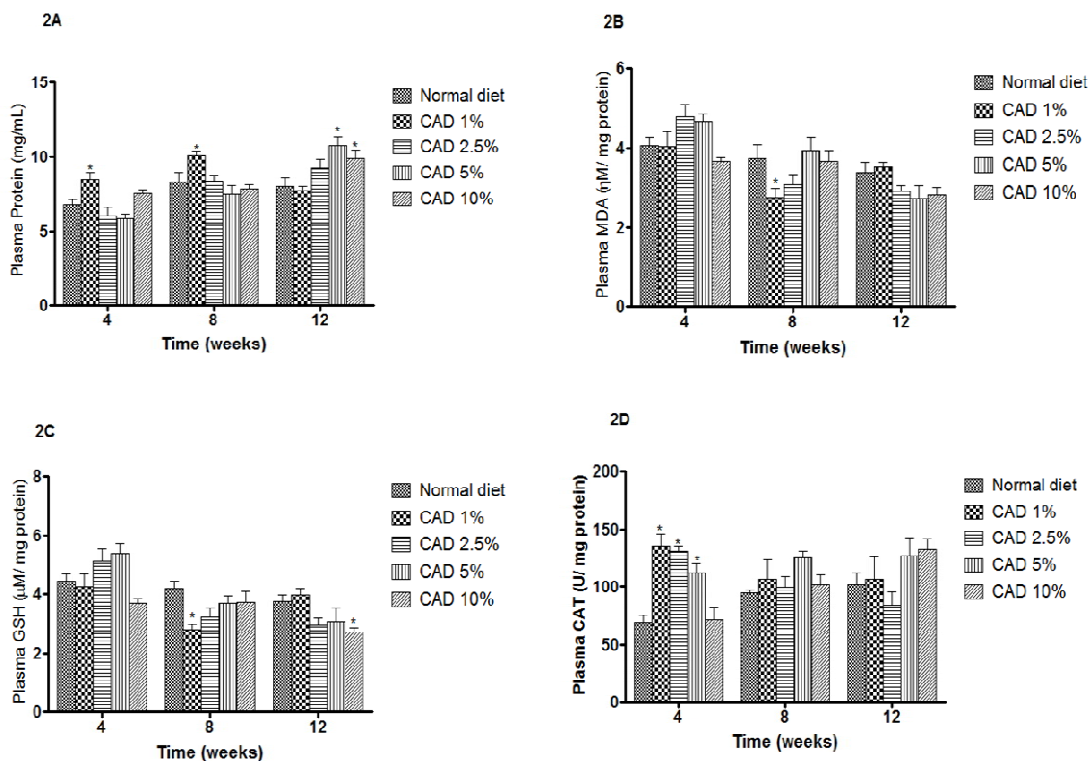 2A
Plasma Protein (mg/mL)
15
10
5
0
*
*
*
*
4
8
12
Time (weeks)
Normal diet
CAD 1%
CAD 2.5%
CAD 5%
CAD 10%
2B
Plasma MDA (ηM/ mg protein)
6
4
2
0
*
4
8
12
Time (weeks)
Normal diet
CAD 1%
CAD 2.5%
CAD 5%
CAD 10%
2C
Plasma GSH (μM/ mg protein)
8
6
4
2
0
*
*
4
8
12
Time (weeks)
Normal diet
CAD 1%
CAD 2.5%
CAD 5%
CAD 10%
2D
Plasma CAT (U/ mg protein)
200
150
100
50
0
*
*
*
4
8
12
Time (weeks)
Normal diet
CAD 1%
CAD 2.5%
CAD 5%
CAD 10%